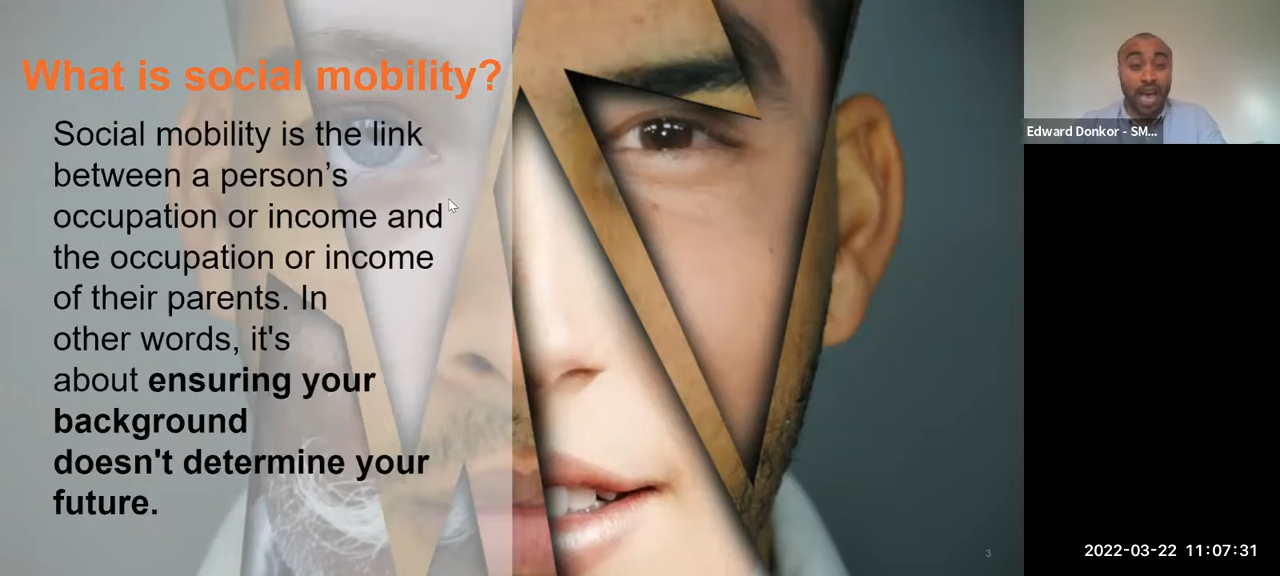 What is social mobility?
Social mobility is the link
between a person’s
occupation or income and
the occupation or income
of their parents. In
other words, it's
about ensuring your
background
doesn't determine your
future.
3
Edward Donkor - SM...
2022-03-22 11:07:31